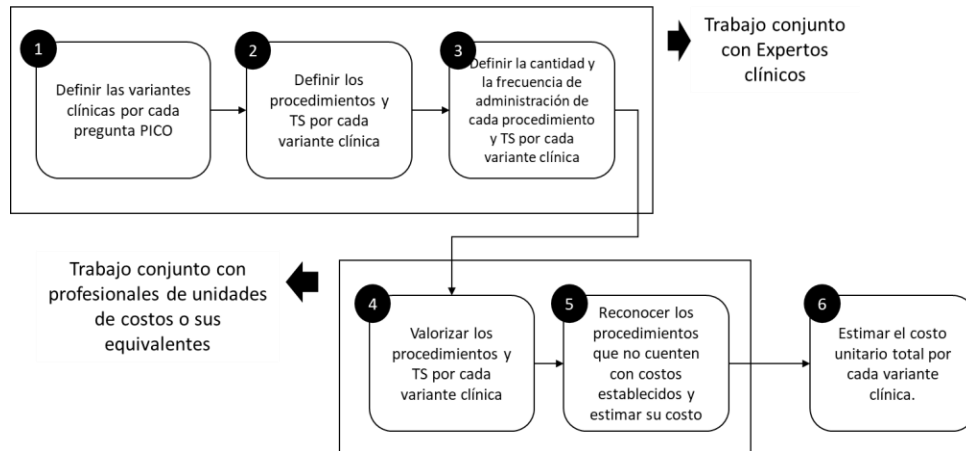 1
Definir las variantes
clínicas por cada
pregunta PICO
2
Definir los
procedimientos y
TS por cada
variante clínica
3
Definir la cantidad y
la frecuencia de
administración de
cada procedimiento
y TS por cada
variante clínica
Trabajo conjunto
con Expertos
clínicos
Trabajo conjunto con
profesionales de unidades
de costos o sus
equivalentes
4
Valorizar los
procedimientos y
TS por cada
variante clínica
5
Reconocer los
procedimientos
que no cuenten
con costos
establecidos y
estimar su costo
6
Estimar el costo
unitario total por
cada variante
clínica.